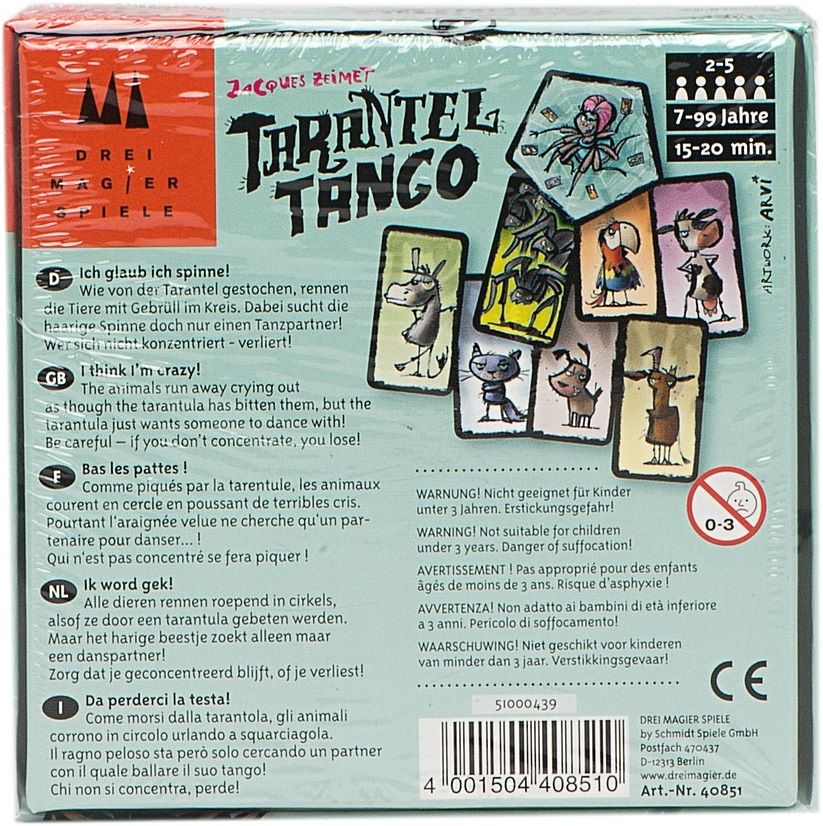 DREI
MAGIER
SPIELE
JACQUES ZEIMET
TARANTEL
TANGO
2-5
7-99 Jahre
15-20 min.
ARTWORK: ARVI
D
Ich glaub ich spinne!
Wie von der Tarantel gestochen, rennen
die Tiere mit Gebrüll im Kreis. Dabei sucht die
haarige Spinne doch nur einen Tanzpartner!
Wer sich nicht konzentriert - verliert!
GB
I think I'm crazy!
The animals run away crying out
as though the tarantula has bitten them, but the
tarantula just wants someone to dance with!
Be careful – if you don't concentrate, you lose!
F
Bas les pattes !
Comme piqués par la tarentule, les animaux
courent en cercle en poussant de terribles cris.
Pourtant l'araignée velue ne cherche qu'un par-
tenaire pour danser... !
Qui n'est pas concentré se fera piquer !
NL
Ik word gek!
Alle dieren rennen roepend in cirkels,
alsof ze door een tarantula gebeten werden.
Maar het harige beestje zoekt alleen maar
een danspartner!
Zorg dat je geconcentreerd blijft, of je verliest!
I
Da perderci la testa!
Come morsi dalla tarantola, gli animali
corrono in circolo urlando a squarciagola.
Il ragno peloso sta però solo cercando un partner
con il quale ballare il suo tango!
Chi non si concentra, perde!
WARNUNG! Nicht geeignet für Kinder
unter 3 Jahren. Erstickungsgefahr!
WARNING! Not suitable for children
under 3 years. Danger of suffocation!
AVERTISSEMENT ! Pas approprié pour des enfants
âgés de moins de 3 ans. Risque d'asphyxie !
AVVERTENZA! Non adatto ai bambini di età inferiore
a 3 anni. Pericolo di soffocamento!
WAARSCHUWING! Niet geschikt voor kinderen
van minder dan 3 jaar. Verstikkingsgevaar!
0-3
CE
51000439
4 001504 408510
DREI MAGIER SPIELE
by Schmidt Spiele GmbH
Postfach 470437
D-12313 Berlin
www.dreimagier.de
Art.-Nr. 40851